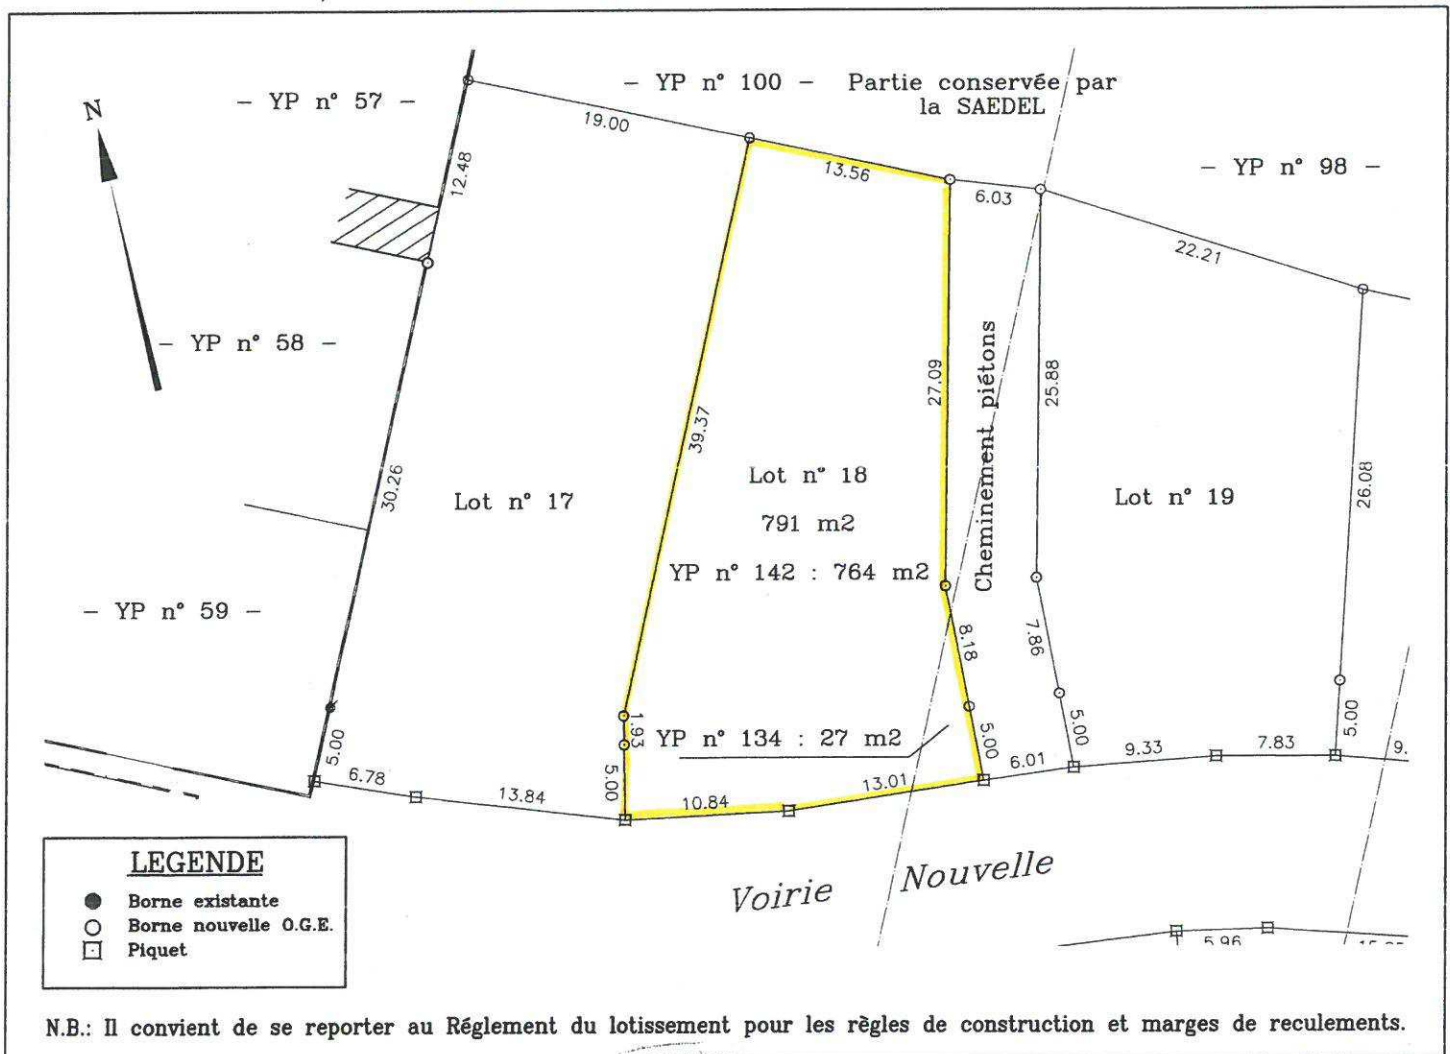 - YP n° 100 - Partie conservée par
la SAEDEL
- YP n° 57 -
N
19.00
12.48
13.56
6.03
- YP n° 98 -
22.21
- YP n° 58 -
39.37
27.09
Cheminement piétons
25.88
26.08
30.26
Lot n° 17
Lot n° 18
791 m2
YP n° 142 : 764 m2
Lot n° 19
- YP n° 59 -
8.18
7.86
1.93
YP n° 134 : 27 m2
5.00
5.00
5.00
5.00
5.00
6.78
13.84
10.84
13.01
6.01
9.33
7.83
9.
Voirie Nouvelle
5.96
LEGENDE
Borne existante
Borne nouvelle O.G.E.
Piquet
N.B.: Il convient de se reporter au Réglement du lotissement pour les règles de construction et marges de reculements.